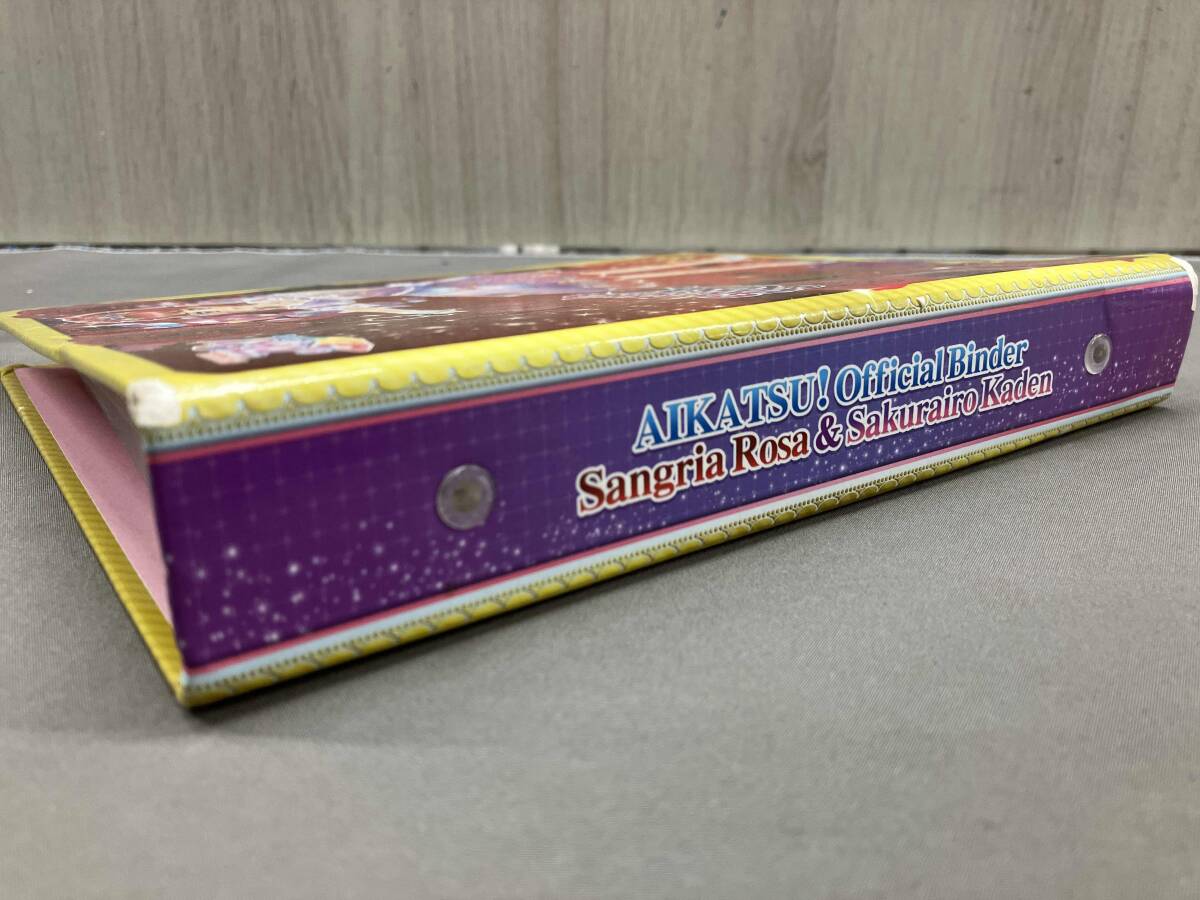 AIKATSU! Official Binder
Sangria Rosa & Sakurairo Kaden